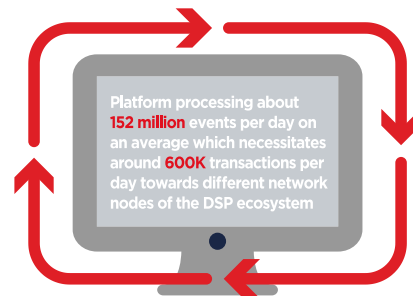 Platform processing about
152 million events per day on
an average which necessitates
around 600K transactions per
day towards different network
nodes of the DSP ecosystem